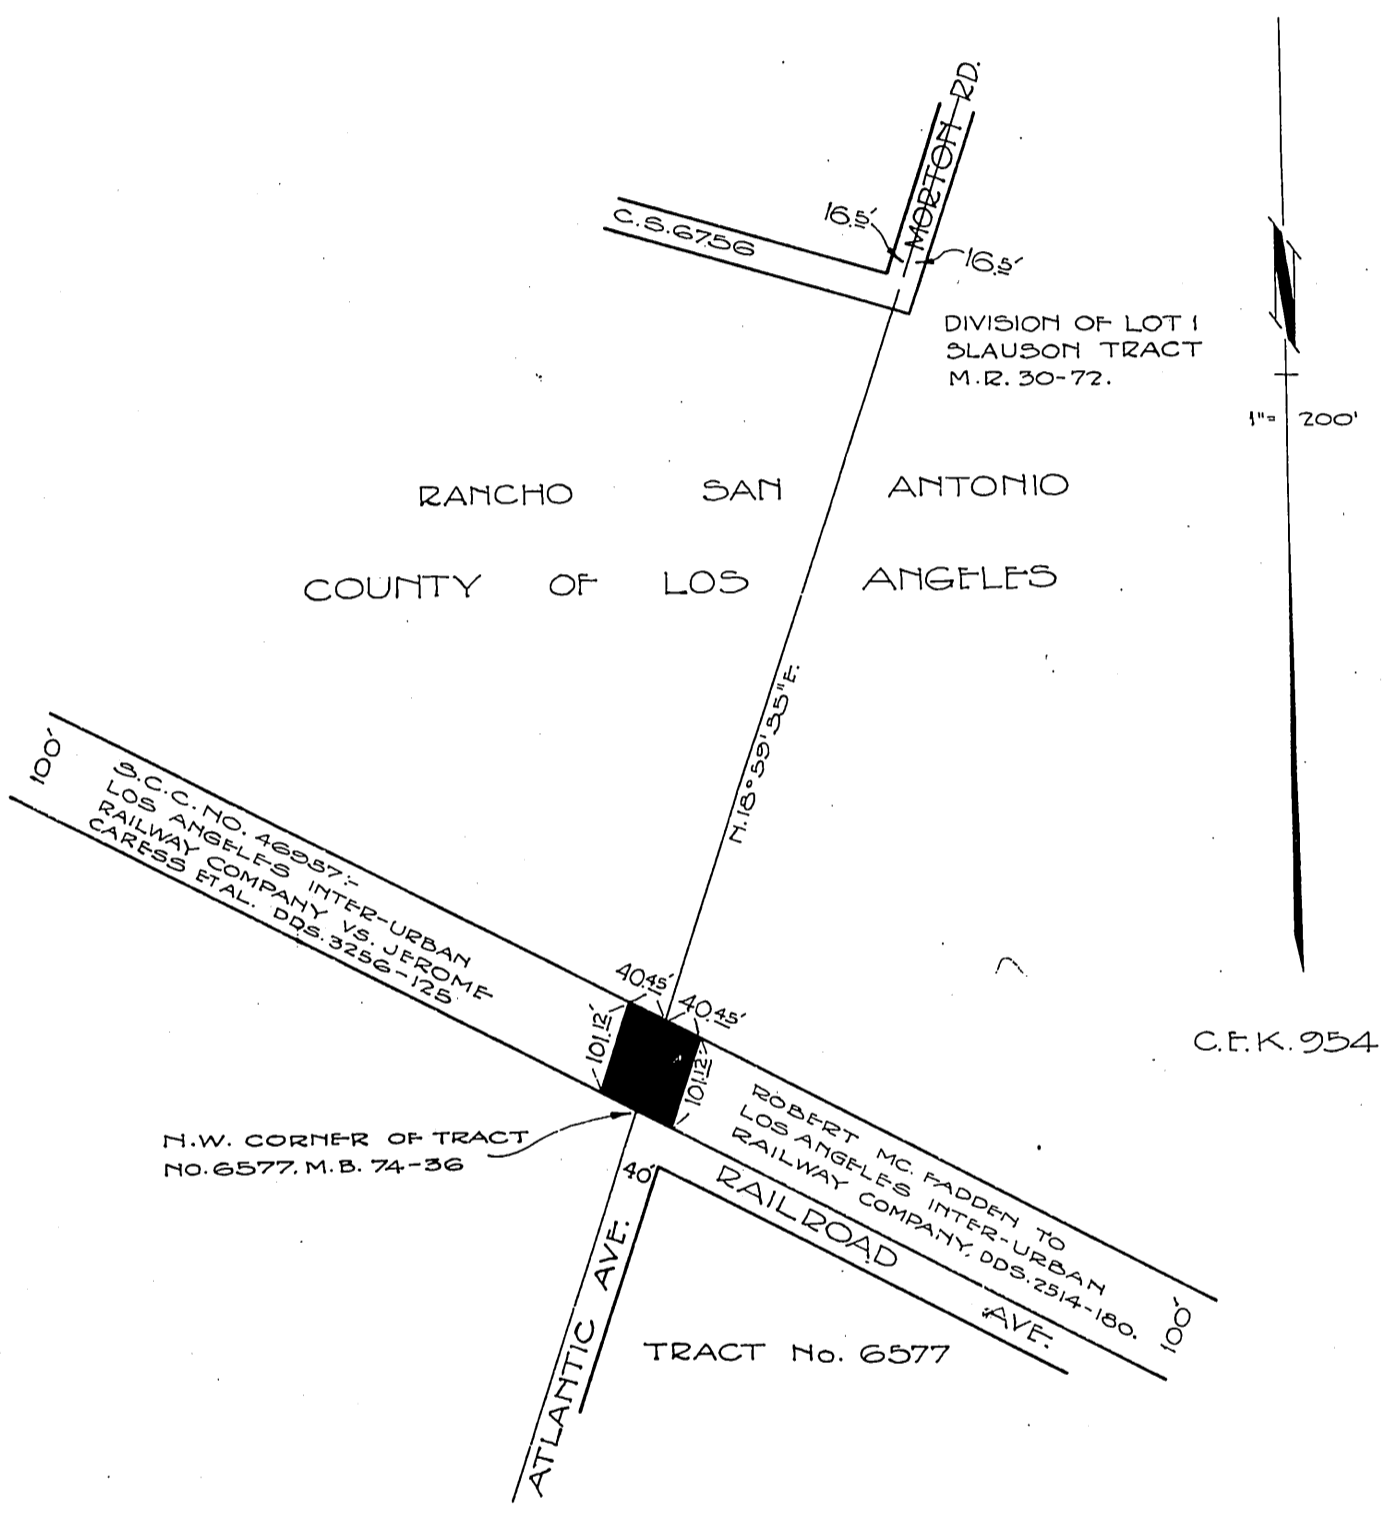 MORTON RD.
16.5'
C.S.6756
16.5'
DIVISION OF LOT 1
SLAUSON TRACT
M.R. 30-72.
1"= 200'
RANCHO SAN ANTONIO
COUNTY OF LOS ANGELES
N.18°59'35"E.
100'
S.C.C. NO. 46937:-
LOS ANGELES INTER-URBAN
RAILWAY COMPANY VS. JEROME
CARESS ET AL. DDS. 3256-125
40.45'
40.45'
101.12'
101.12'
C.F.K. 954
N.W. CORNER OF TRACT
NO. 6577. M.B. 74-36
ROBERT MC. FADDEN TO
LOS ANGELES INTER-URBAN
RAILWAY COMPANY, DDS. 2514-180.
100'
40'
RAILROAD AVE.
ATLANTIC AVE.
TRACT No. 6577